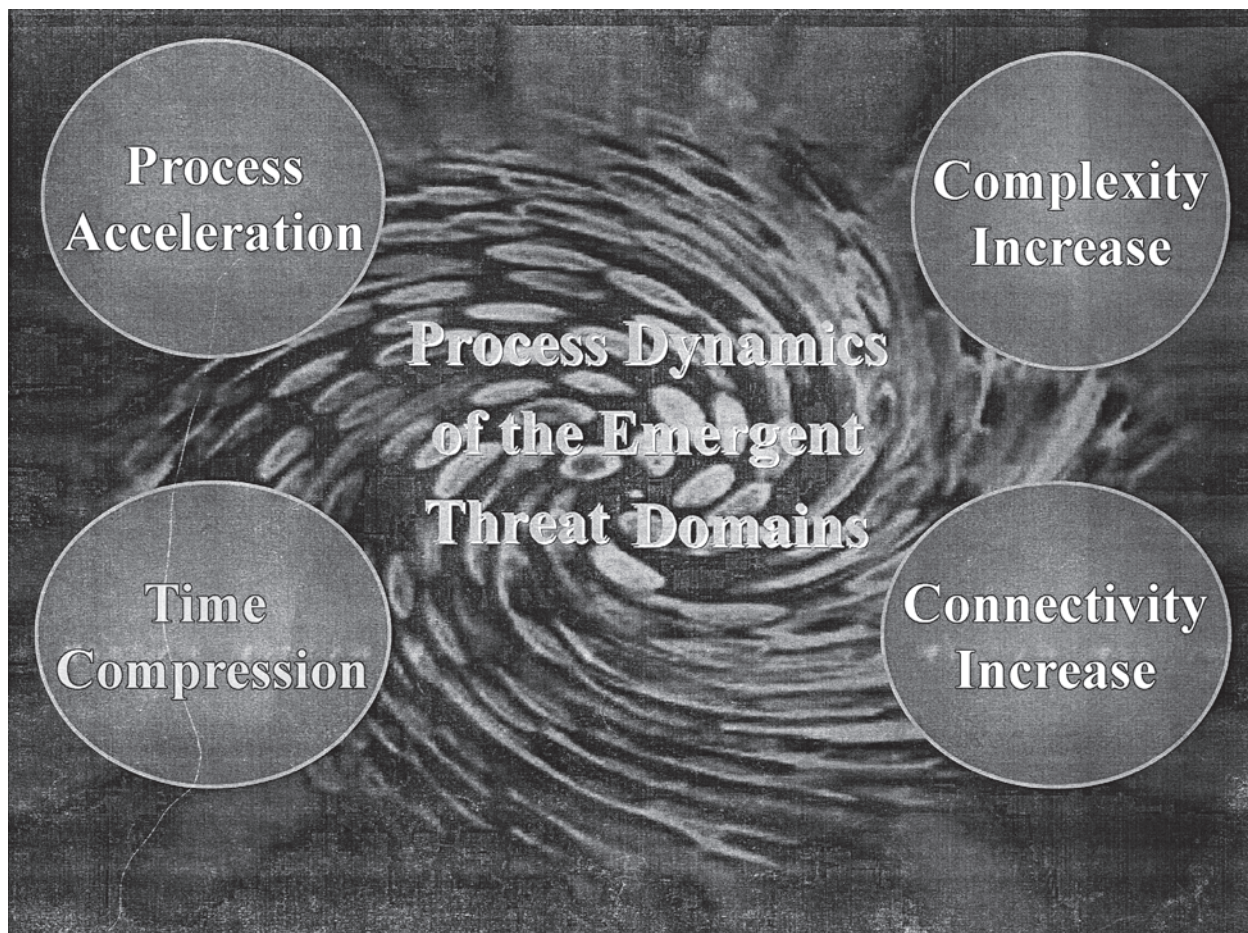 Process
Acceleration
Complexity
Increase
Process Dynamics
of the Emergent
Threat Domains
Time
Compression
Connectivity
Increase